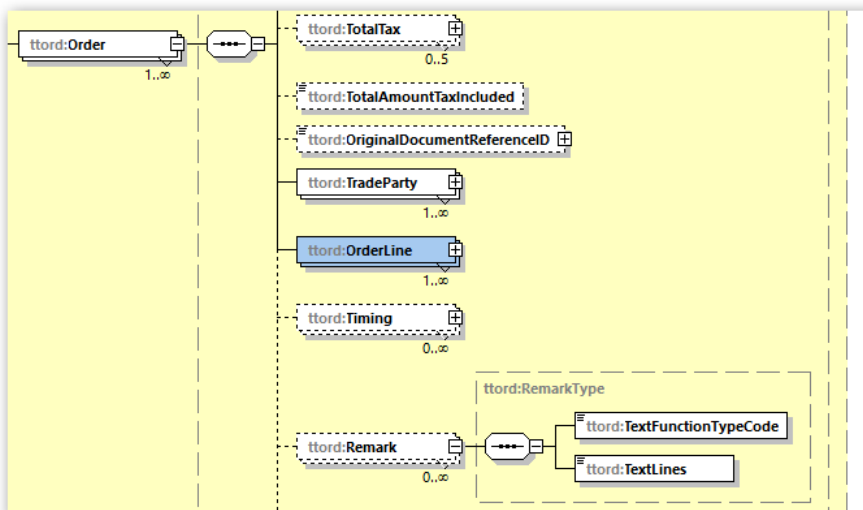 ttord:Order
1..∞
ttord:TotalTax
0..5
ttord:TotalAmountTaxIncluded
ttord:OriginalDocumentReferenceID
ttord:TradeParty
1..∞
ttord:OrderLine
1..∞
ttord:Timing
0..∞
ttord:RemarkType
ttord:Remark
0..∞
ttord:TextFunctionTypeCode
ttord:TextLines